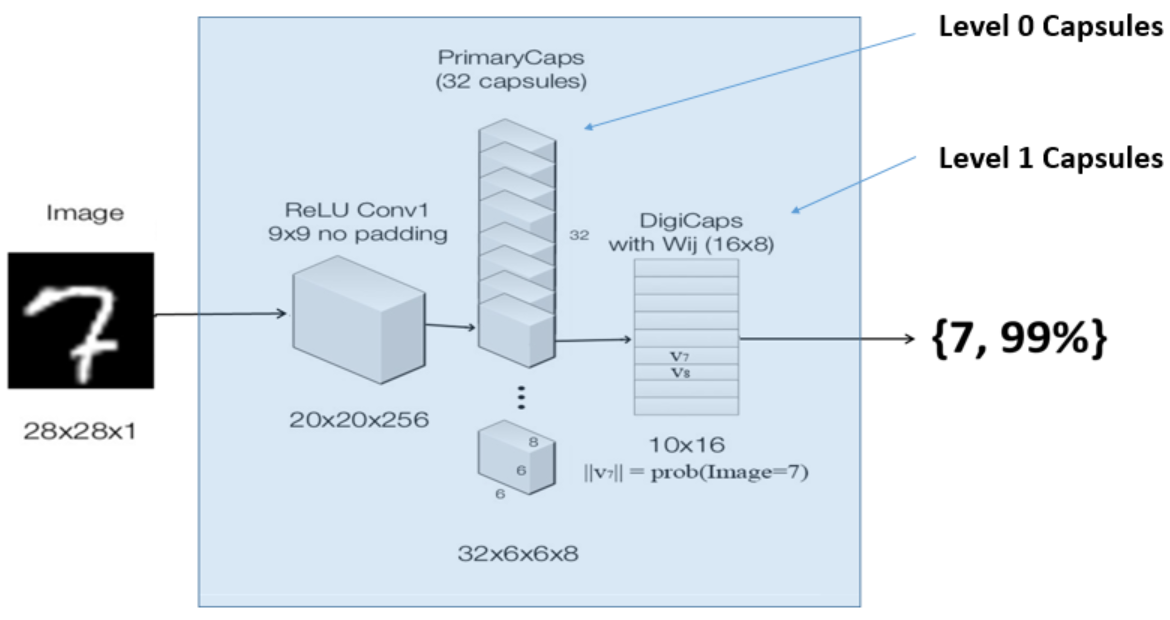 Level 0 Capsules
PrimaryCaps
(32 capsules)
Level 1 Capsules
Image
ReLU Conv1
9x9 no padding
32
DigiCaps
with Wij (16x8)
7
{7, 99%}
v₇
v₈
20x20x256
28x28x1
8
6
6
10x16
||v₇|| = prob(Image=7)
32x6x6x8